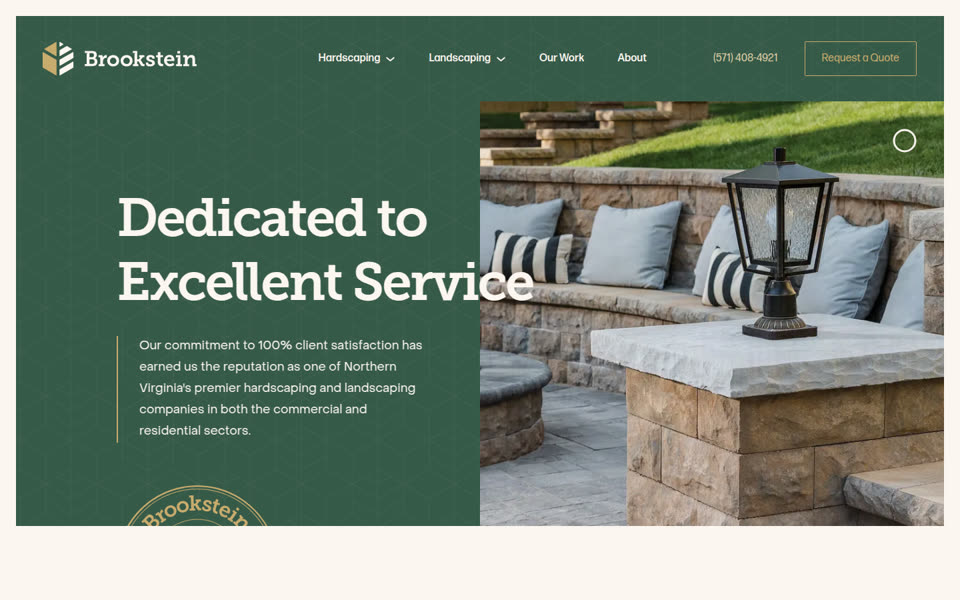 Brookstein
Hardscaping
Landscaping
Our Work
About
(571) 408-4921
Request a Quote
Dedicated to
Excellent Service
Our commitment to 100% client satisfaction has
earned us the reputation as one of Northern
Virginia's premier hardscaping and landscaping
companies in both the commercial and
residential sectors.
Brookstein